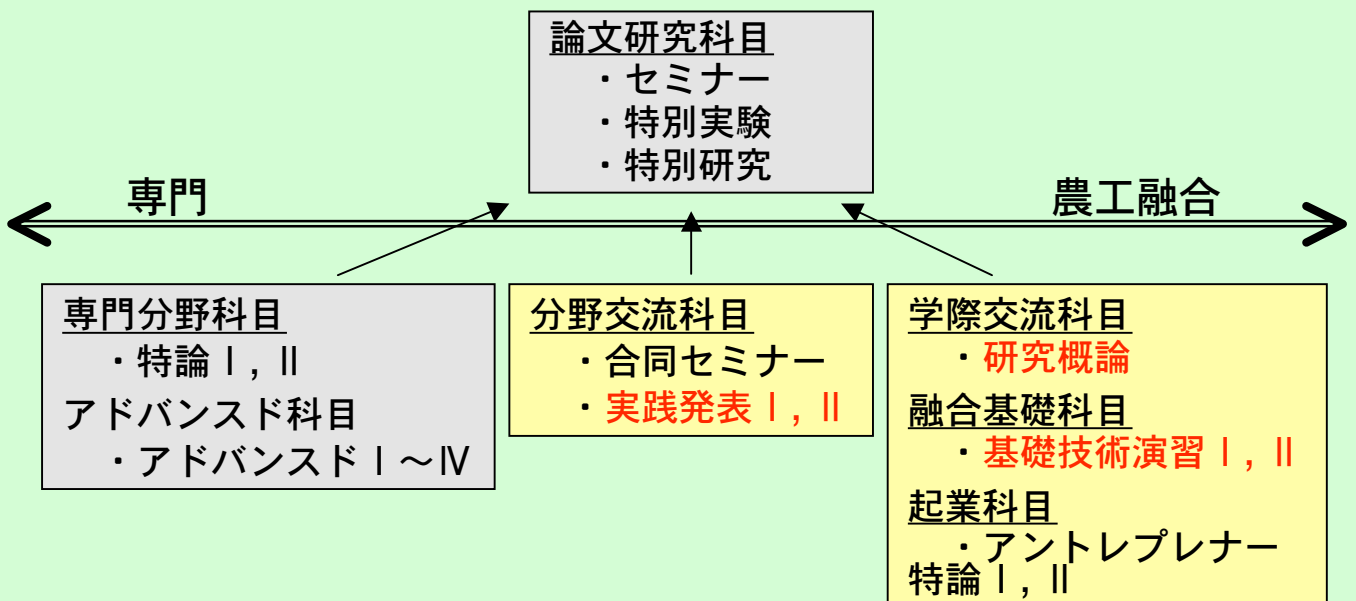 論文研究科目
・セミナー
・特別実験
・特別研究
専門
農工融合
専門分野科目
・特論Ⅰ,Ⅱ
アドバンスド科目
・アドバンスドⅠ～Ⅳ
分野交流科目
・合同セミナー
・実践発表Ⅰ,Ⅱ
学際交流科目
・研究概論
融合基礎科目
・基礎技術演習Ⅰ,Ⅱ
起業科目
・アントレプレナー
特論Ⅰ,Ⅱ